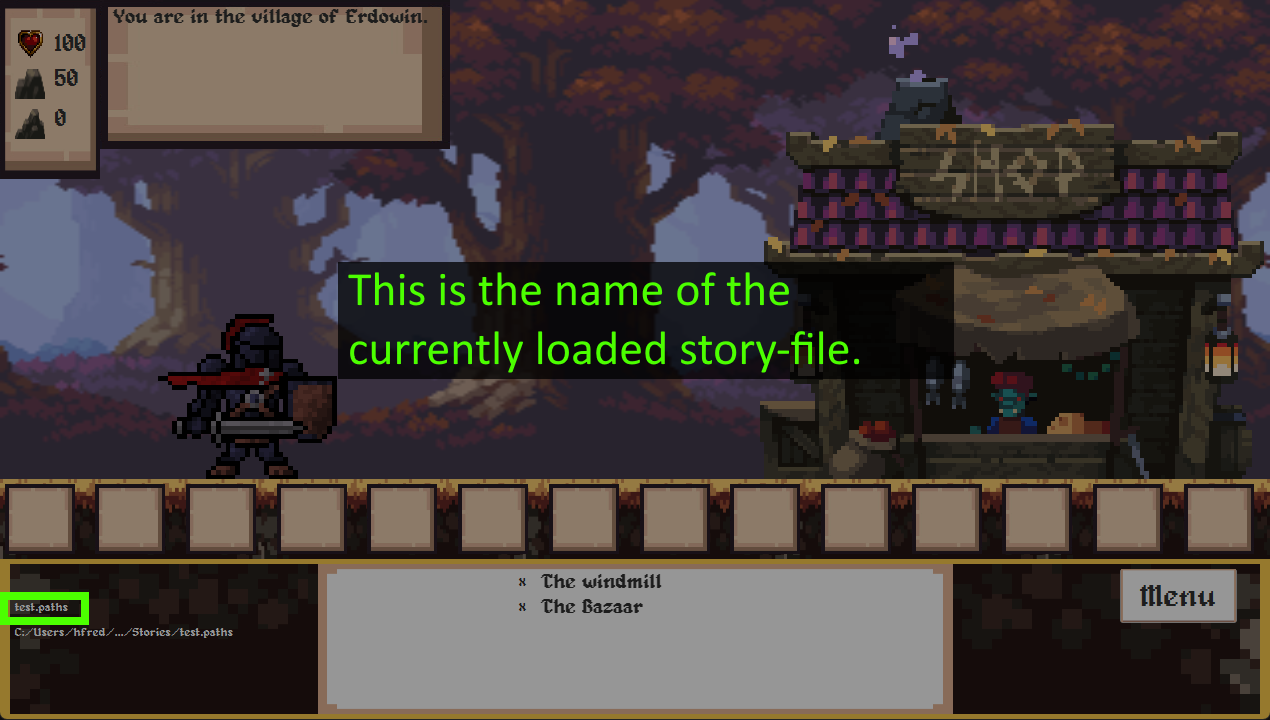 100
50
0
You are in the village of Erdowin.
SHOP
This is the name of the
currently loaded story-file.
x The windmill
x The Bazaar
Menu
test.paths
C:/Users/hfred/.../Stories/test.paths